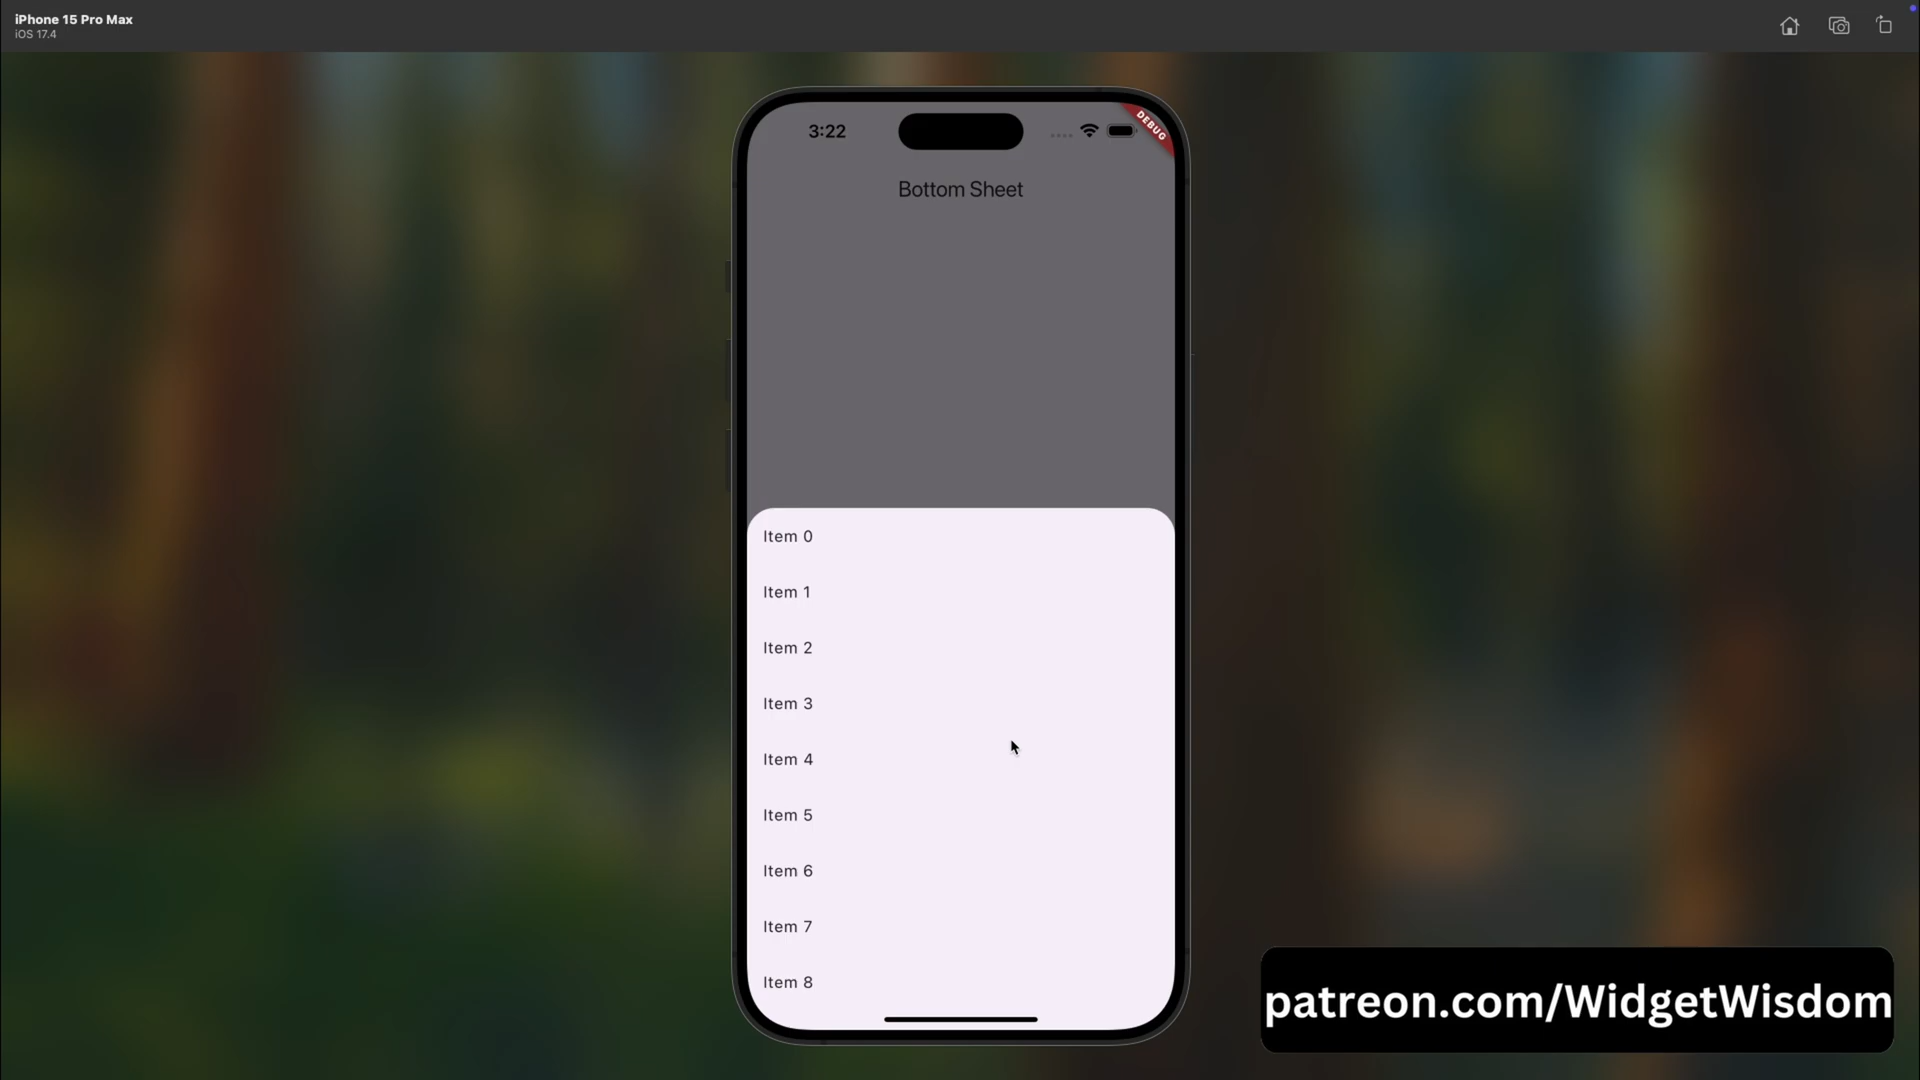 iPhone 15 Pro Max
iOS 17.4
3:22
DEBUG
Bottom Sheet
Item 0
Item 1
Item 2
Item 3
Item 4
Item 5
Item 6
Item 7
Item 8
patreon.com/WidgetWisdom